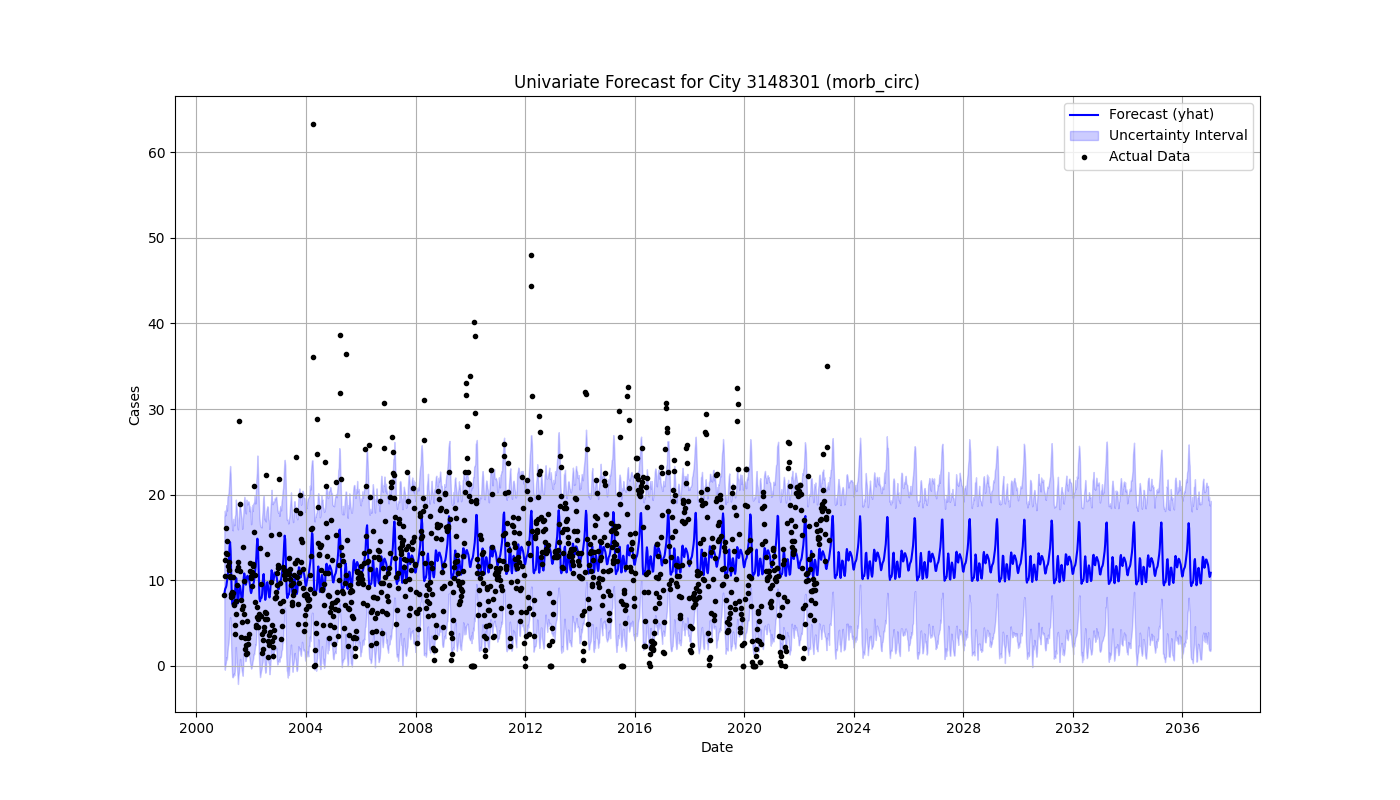 Univariate Forecast for City 3148301 (morb_circ)
Forecast (yhat)
Uncertainty Interval
Actual Data
Cases
60
50
40
30
20
10
0
2000 2004 2008 2012 2016 2020 2024 2028 2032 2036
Date